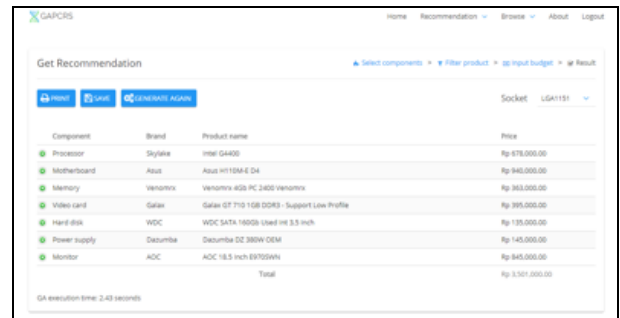 GAPCRS Home Recommendation Browse About Logout
Get Recommendation Select components > Filter product > Input budget > Result
PRINT SAVE GENERATE AGAIN Socket LGA1151
Component Brand Product name Price
Processor Skylake Intel G4400 Rp 678,000.00
Motherboard Asus Asus H110M-E D4 Rp 940,000.00
Memory Venomrx Venomrx 4Gb PC 2400 Venomrx Rp 363,000.00
Video card Galax Galax GT 710 1GB DDR3 - Support Low Profile Rp 395,000.00
Hard disk WDC WDC SATA 160Gb Used Int 3.5 Inch Rp 135,000.00
Power supply Dazumba Dazumba DZ 380W OEM Rp 145,000.00
Monitor AOC AOC 18.5 Inch E970SWN Rp 845,000.00
Total Rp 3,501,000.00
GA execution time: 2.43 seconds